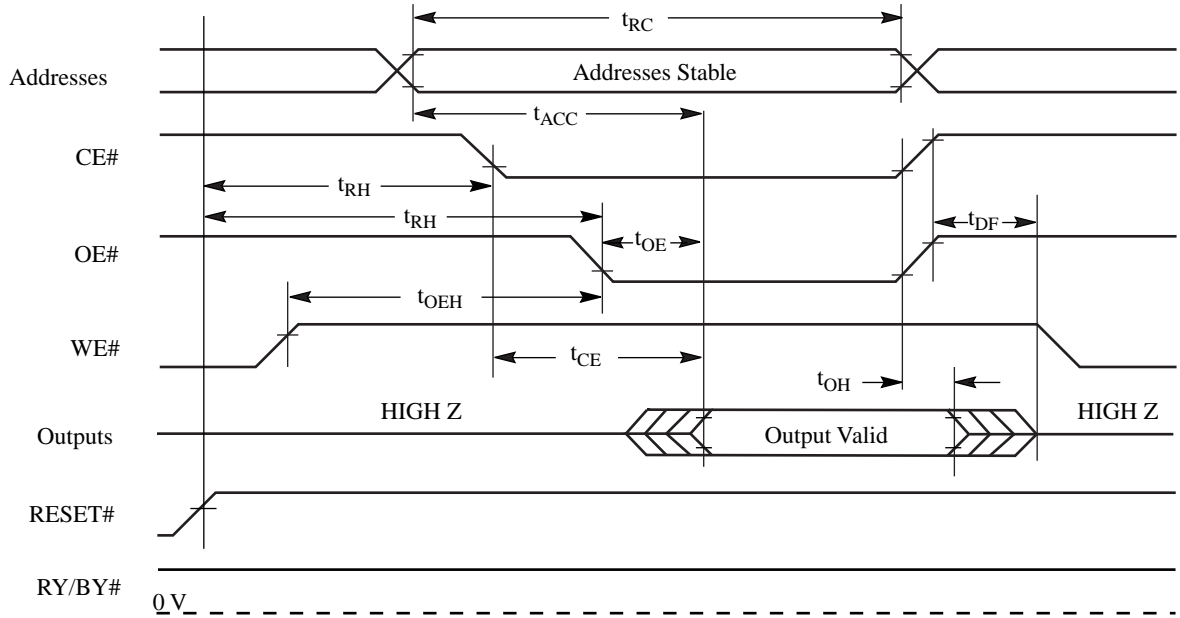 tRC
Addresses
Addresses Stable
tACC
CE#
tRH
tRH
tDF
OE#
tOE
tOEH
WE#
tCE
tOH
HIGH Z
HIGH Z
Outputs
Output Valid
RESET#
RY/BY#
0 V